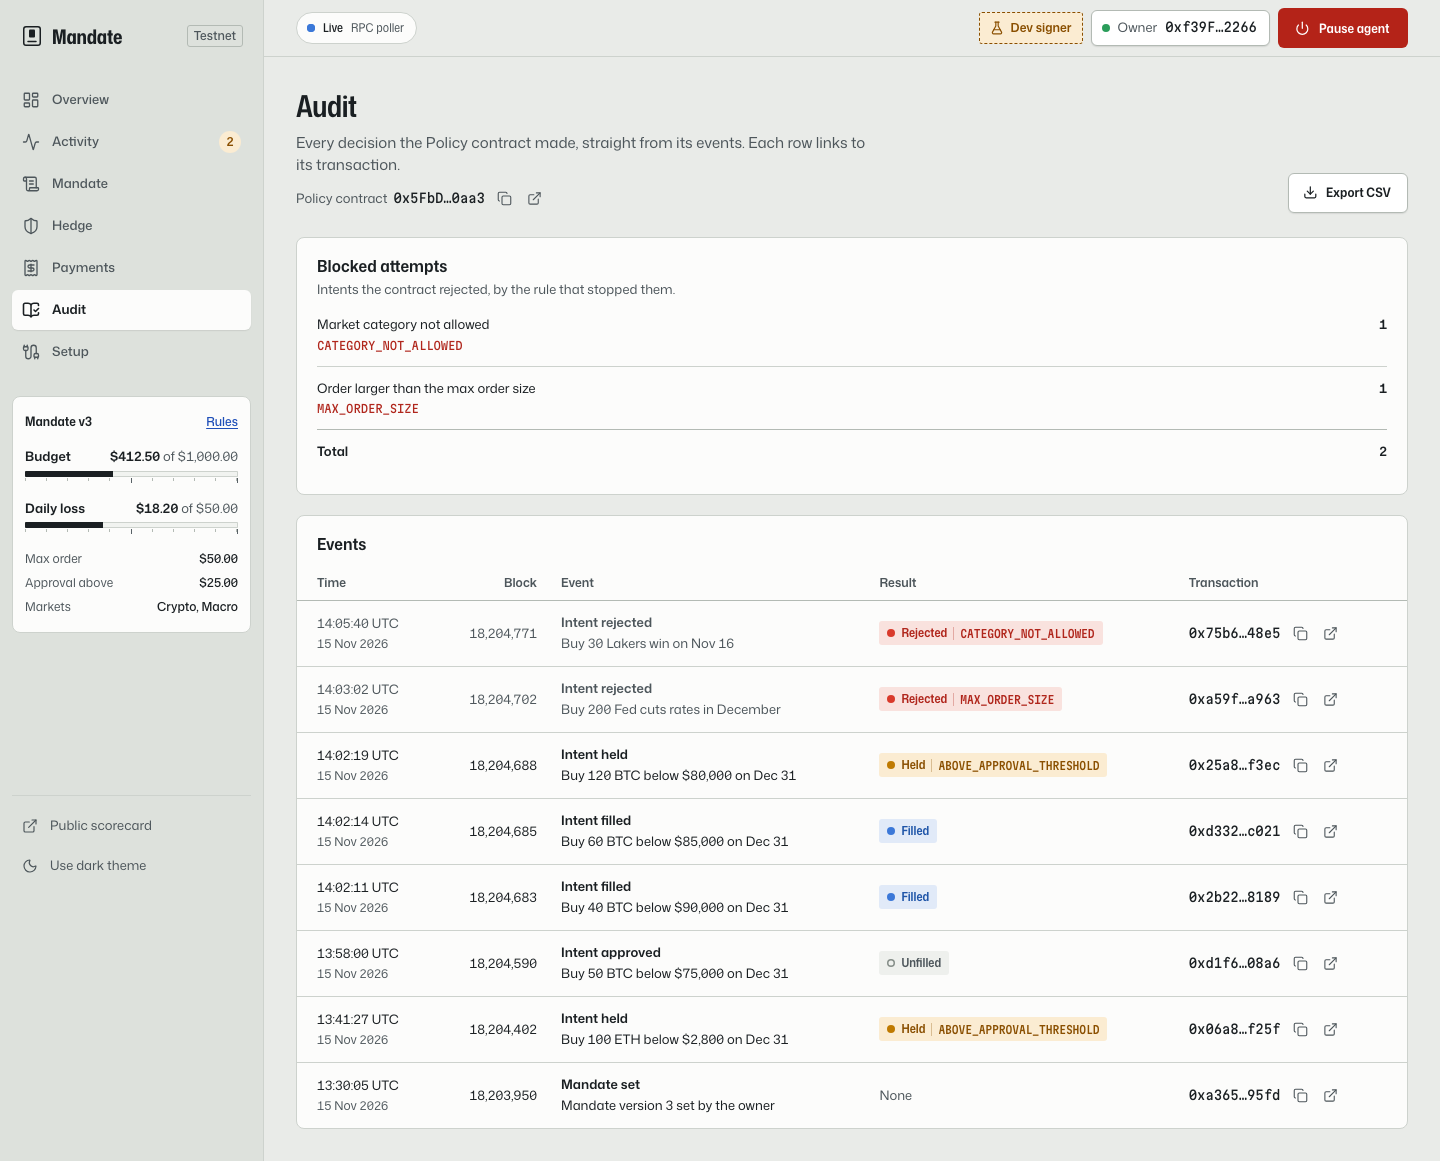 Mandate
Testnet
Overview
Activity
2
Mandate
Hedge
Payments
Audit
Setup
Mandate v3
Rules
Budget
$412.50 of $1,000.00
Daily loss
$18.20 of $50.00
Max order
$50.00
Approval above
$25.00
Markets
Crypto, Macro
Public scorecard
Use dark theme
Live RPC poller
Dev signer
Owner 0xf39F…2266
Pause agent
Audit
Every decision the Policy contract made, straight from its events. Each row links to
its transaction.
Policy contract 0x5FbD…0aa3
Export CSV
Blocked attempts
Intents the contract rejected, by the rule that stopped them.
Market category not allowed
1
CATEGORY_NOT_ALLOWED
Order larger than the max order size
1
MAX_ORDER_SIZE
Total
2
Events
Time
Block
Event
Result
Transaction
14:05:40 UTC
15 Nov 2026
18,204,771
Intent rejected
Buy 30 Lakers win on Nov 16
Rejected CATEGORY_NOT_ALLOWED
0x75b6…48e5
14:03:02 UTC
15 Nov 2026
18,204,702
Intent rejected
Buy 200 Fed cuts rates in December
Rejected MAX_ORDER_SIZE
0xa59f…a963
14:02:19 UTC
15 Nov 2026
18,204,688
Intent held
Buy 120 BTC below $80,000 on Dec 31
Held ABOVE_APPROVAL_THRESHOLD
0x25a8…f3ec
14:02:14 UTC
15 Nov 2026
18,204,685
Intent filled
Buy 60 BTC below $85,000 on Dec 31
Filled
0xd332…c021
14:02:11 UTC
15 Nov 2026
18,204,683
Intent filled
Buy 40 BTC below $90,000 on Dec 31
Filled
0x2b22…8189
13:58:00 UTC
15 Nov 2026
18,204,590
Intent approved
Buy 50 BTC below $75,000 on Dec 31
Unfilled
0xd1f6…08a6
13:41:27 UTC
15 Nov 2026
18,204,402
Intent held
Buy 100 ETH below $2,800 on Dec 31
Held ABOVE_APPROVAL_THRESHOLD
0x06a8…f25f
13:30:05 UTC
15 Nov 2026
18,203,950
Mandate set
Mandate version 3 set by the owner
None
0xa365…95fd